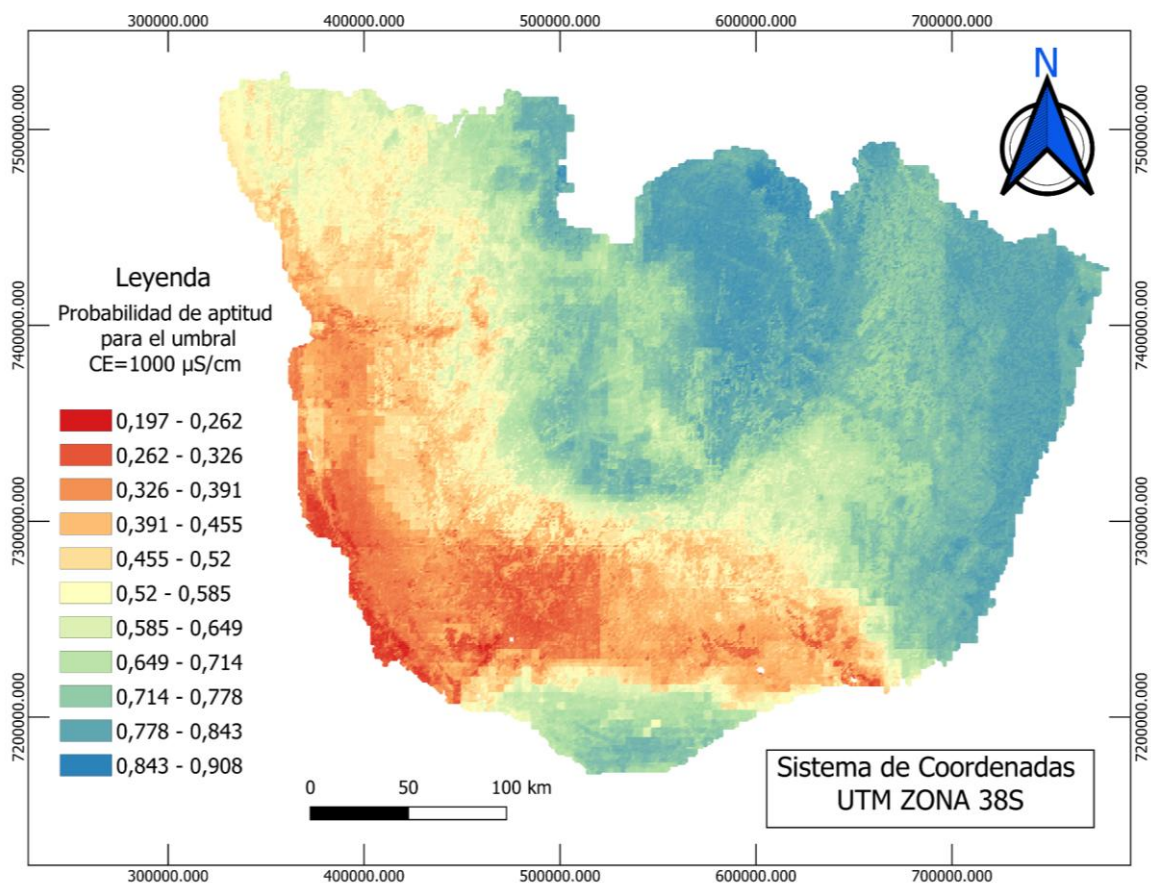 300000.000 400000.000 500000.000 600000.000 700000.000
N
7500000.000 7500000.000
7400000.000 7400000.000
7300000.000 7300000.000
7200000.000 7200000.000
Leyenda
Probabilidad de aptitud
para el umbral
CE=1000 µS/cm
0,197 - 0,262
0,262 - 0,326
0,326 - 0,391
0,391 - 0,455
0,455 - 0,52
0,52 - 0,585
0,585 - 0,649
0,649 - 0,714
0,714 - 0,778
0,778 - 0,843
0,843 - 0,908
0 50 100 km
Sistema de Coordenadas
UTM ZONA 38S
300000.000 400000.000 500000.000 600000.000 700000.000